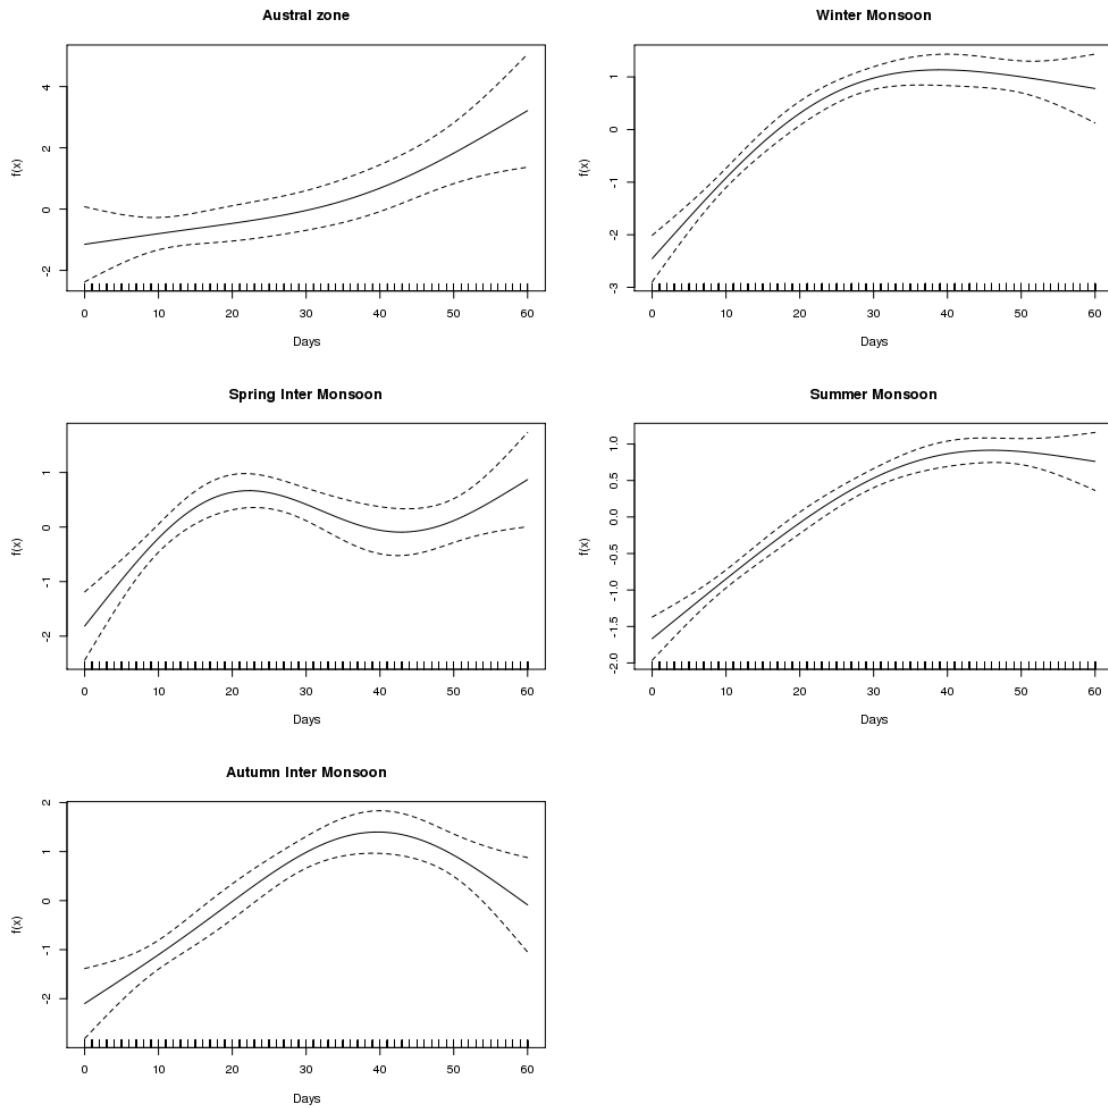 Austral zone
f(x)
4
2
0
-2
0 10 20 30 40 50 60
Days
Winter Monsoon
f(x)
1
0
-1
-2
-3
0 10 20 30 40 50 60
Days
Spring Inter Monsoon
f(x)
1
0
-1
-2
0 10 20 30 40 50 60
Days
Summer Monsoon
f(x)
1.0
0.5
0.0
-0.5
-1.0
-1.5
-2.0
0 10 20 30 40 50 60
Days
Autumn Inter Monsoon
f(x)
2
1
0
-1
-2
0 10 20 30 40 50 60
Days